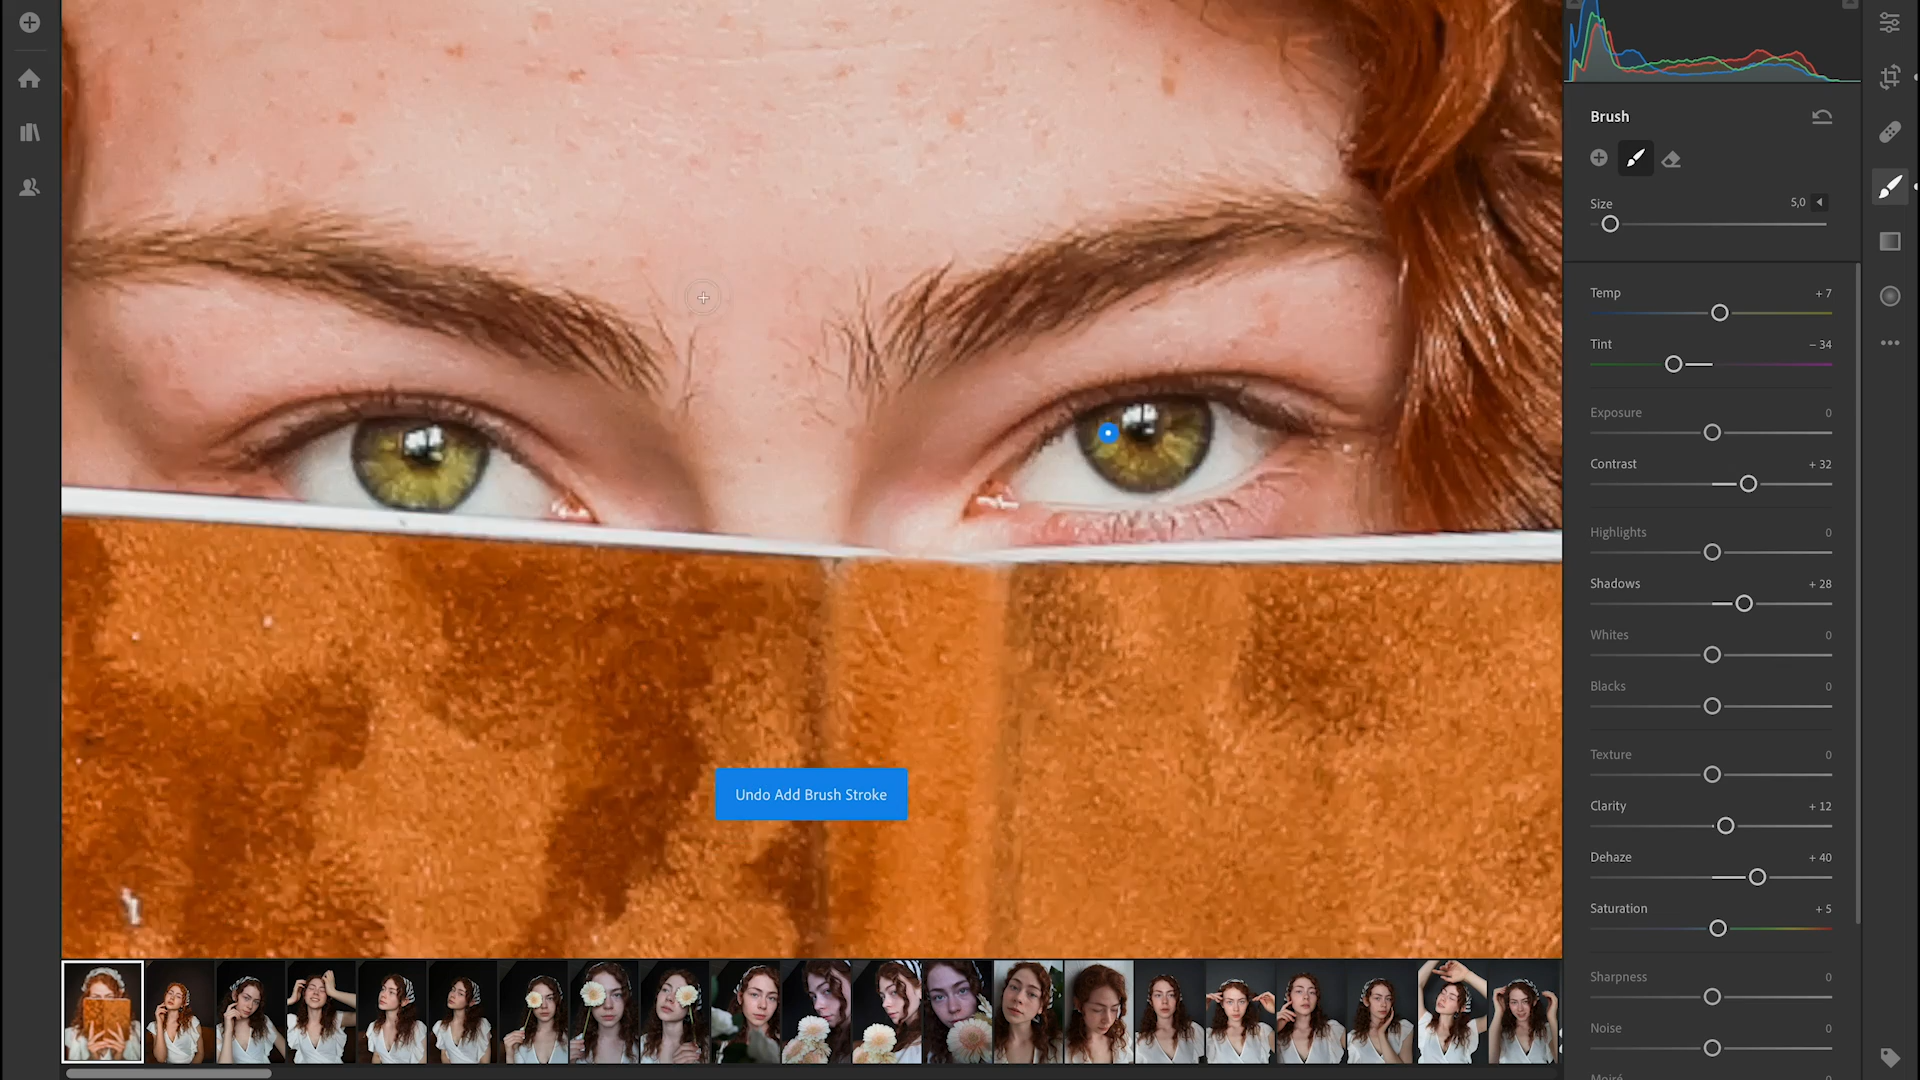 Brush
Size 5,0
Temp + 7
Tint – 34
Exposure 0
Contrast + 32
Highlights 0
Shadows + 28
Whites 0
Blacks 0
Texture 0
Clarity + 12
Dehaze + 40
Saturation + 5
Sharpness 0
Noise 0
Moiré
Undo Add Brush Stroke